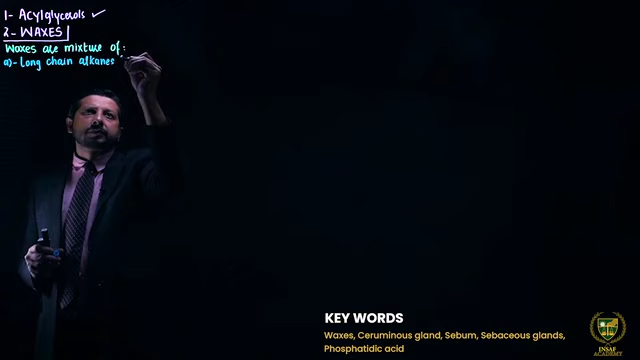 1- Acylglycerols ✓
2- WAXES
Waxes are mixture of:
a)- Long chain alkanes
KEY WORDS
Waxes, Ceruminous gland, Sebum, Sebaceous glands,
Phosphatidic acid
INSAF
ACADEMY